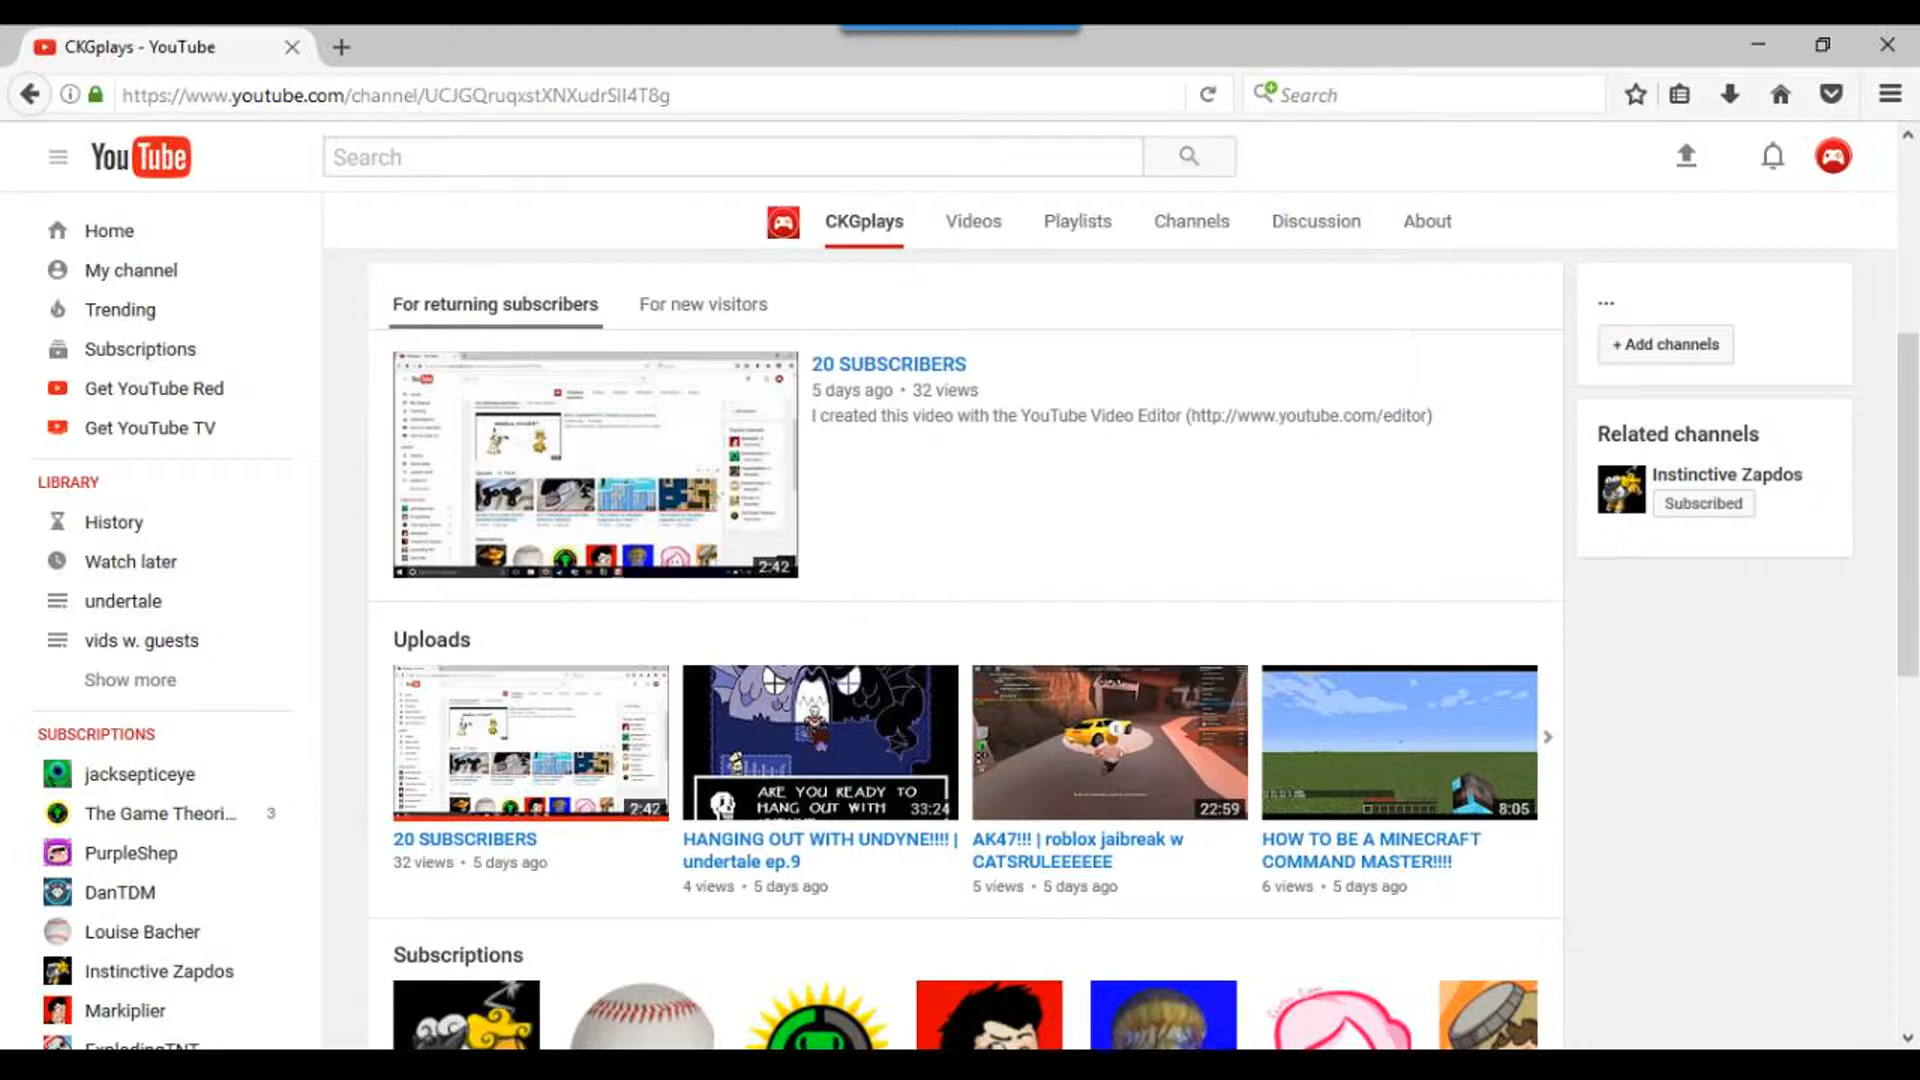 CKGplays - YouTube
https://www.youtube.com/channel/UCJGQruqxstXNXudrSlI4T8g
Search
YouTube
Search
CKGplays
Videos
Playlists
Channels
Discussion
About
Home
My channel
Trending
Subscriptions
Get YouTube Red
Get YouTube TV
LIBRARY
History
Watch later
undertale
vids w. guests
Show more
SUBSCRIPTIONS
jacksepticeye
The Game Theori... 3
PurpleShep
DanTDM
Louise Bacher
Instinctive Zapdos
Markiplier
ExplodingTNT
For returning subscribers
For new visitors
2:42
20 SUBSCRIBERS
5 days ago • 32 views
I created this video with the YouTube Video Editor (http://www.youtube.com/editor)
Uploads
2:42
20 SUBSCRIBERS
32 views • 5 days ago
ARE YOU READY TO
HANG OUT WITH
33:24
HANGING OUT WITH UNDYNE!!!! |
undertale ep.9
4 views • 5 days ago
22:59
AK47!!! | roblox jailbreak w
CATSRULEEEEEE
5 views • 5 days ago
8:05
HOW TO BE A MINECRAFT
COMMAND MASTER!!!!
6 views • 5 days ago
Subscriptions
...
+ Add channels
Related channels
Instinctive Zapdos
Subscribed